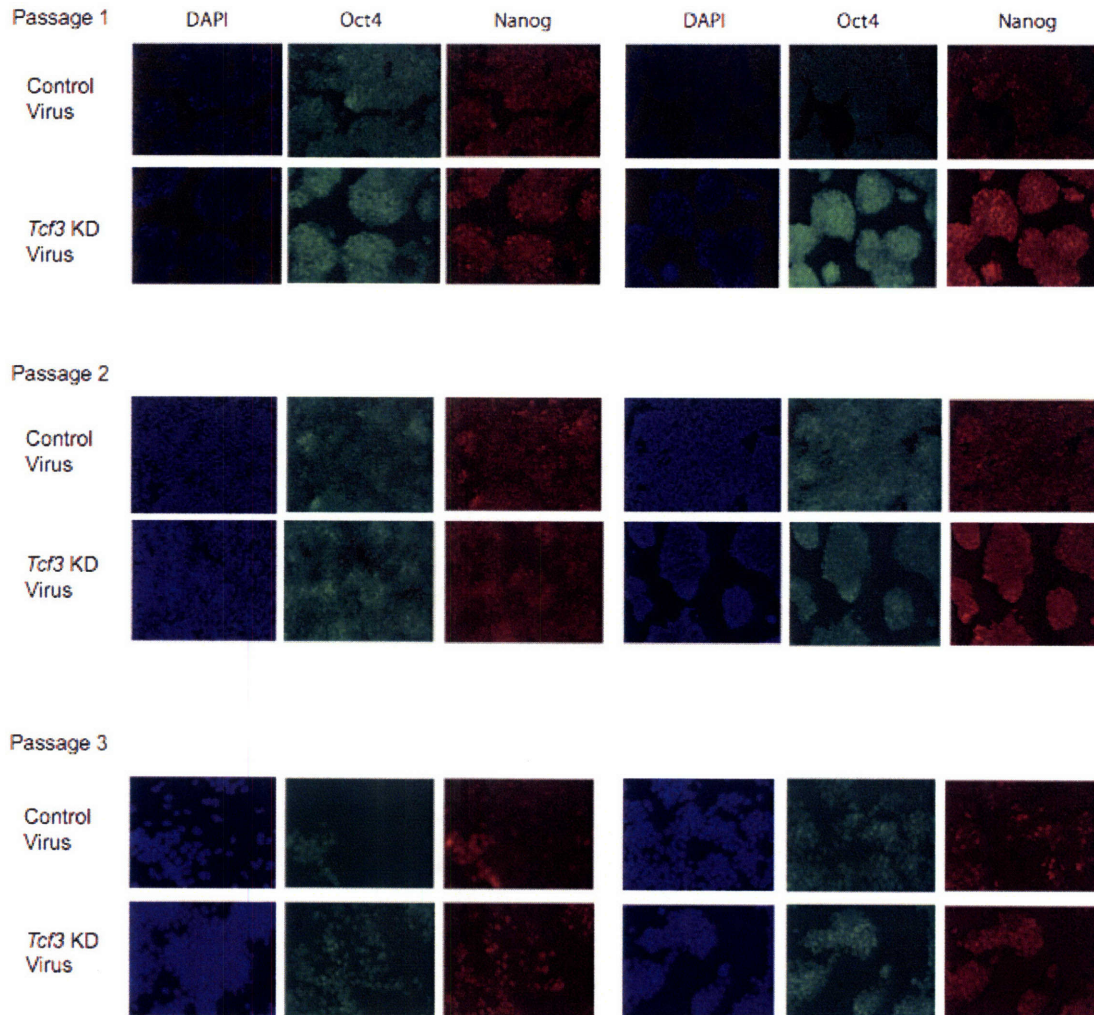 Passage 1
DAPI Oct4 Nanog DAPI Oct4 Nanog
Control
Virus
Tcf3 KD
Virus
Passage 2
Control
Virus
Tcf3 KD
Virus
Passage 3
Control
Virus
Tcf3 KD
Virus